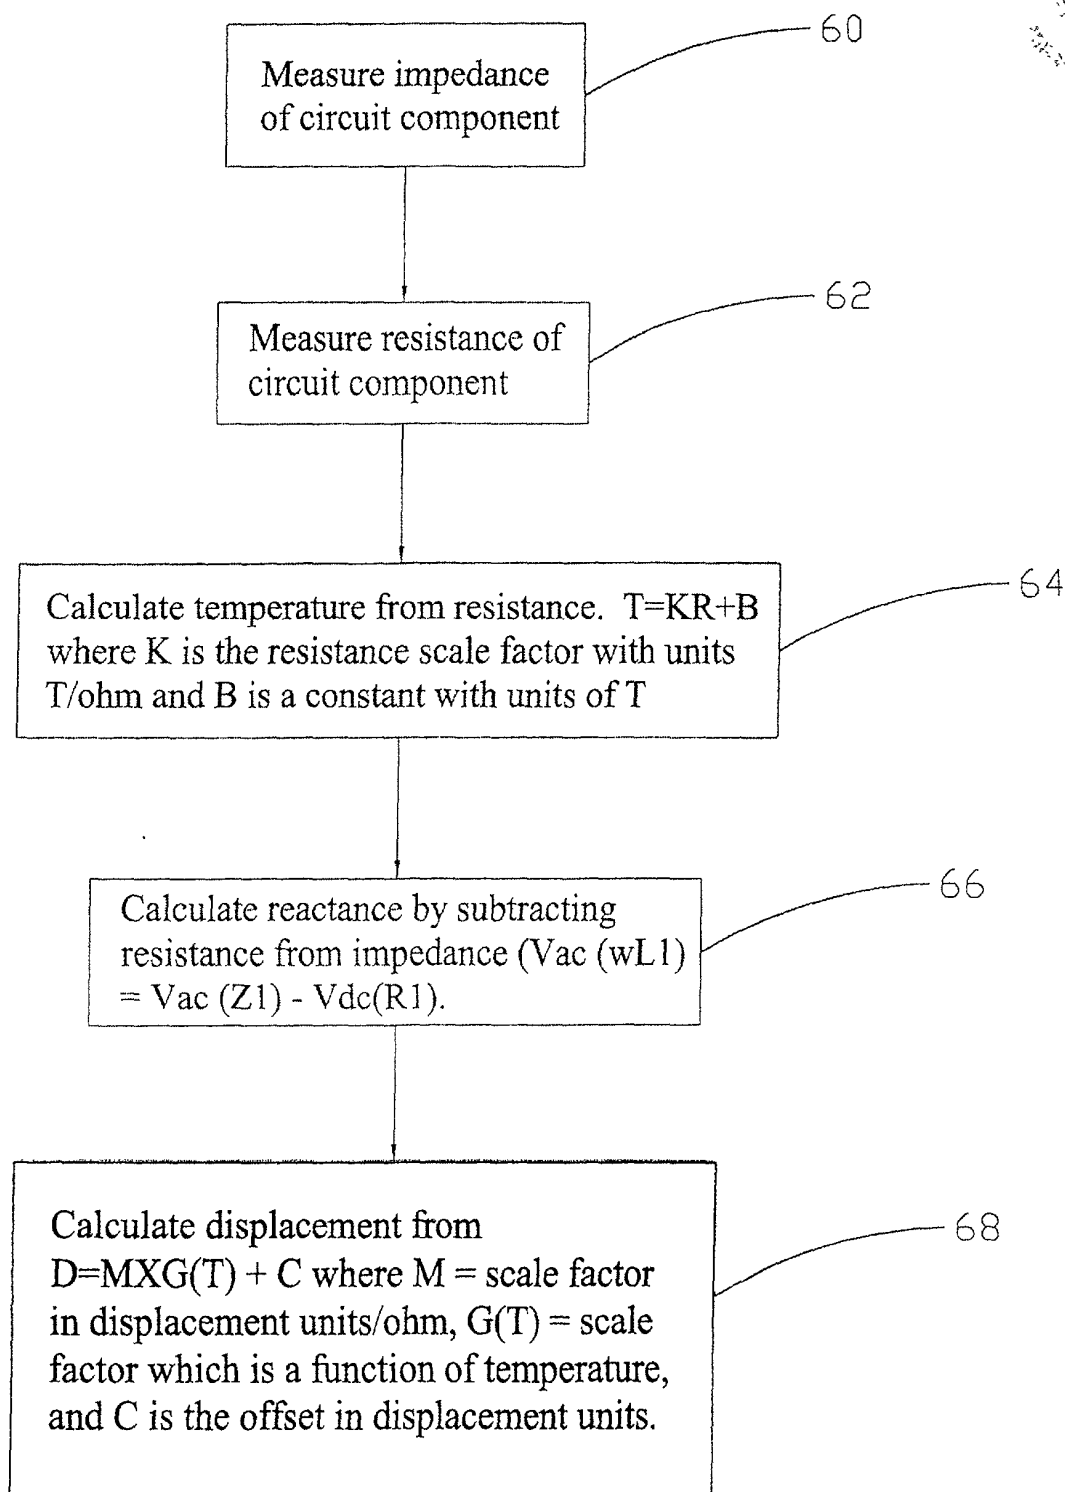 60
Measure impedance
of circuit component
62
Measure resistance of
circuit component
64
Calculate temperature from resistance. T=KR+B
where K is the resistance scale factor with units
T/ohm and B is a constant with units of T
66
Calculate reactance by subtracting
resistance from impedance (Vac (wL1)
= Vac (Z1) - Vdc(R1).
68
Calculate displacement from
D=MXG(T) + C where M = scale factor
in displacement units/ohm, G(T) = scale
factor which is a function of temperature,
and C is the offset in displacement units.